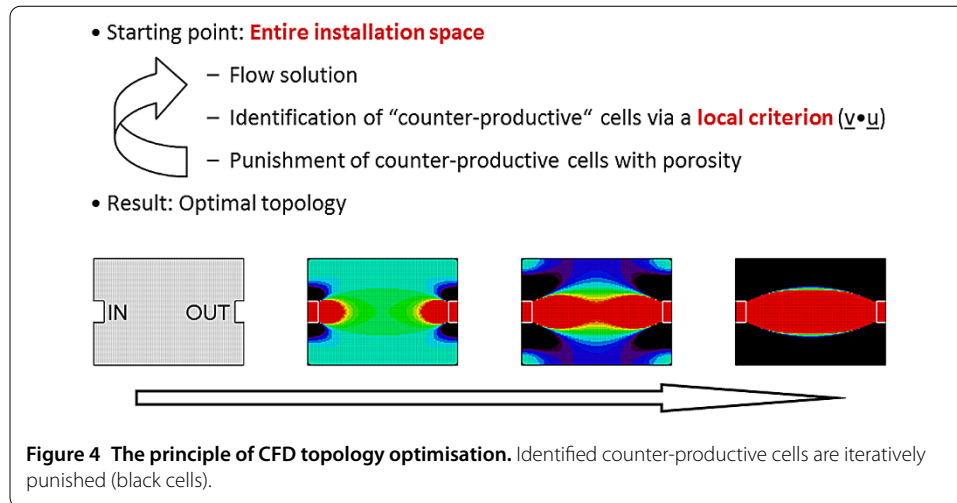 • Starting point: Entire installation space
– Flow solution
– Identification of “counter-productive“ cells via a local criterion (v•u)
– Punishment of counter-productive cells with porosity
• Result: Optimal topology
IN OUT
Figure 4 The principle of CFD topology optimisation. Identified counter-productive cells are iteratively
punished (black cells).